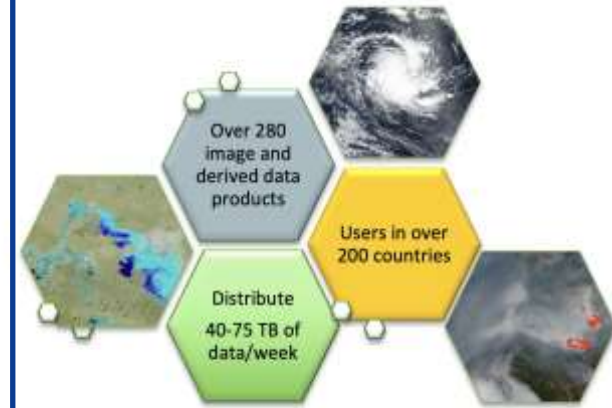 Over 280
image and
derived data
products
Users in over
200 countries
Distribute
40-75 TB of
data/week